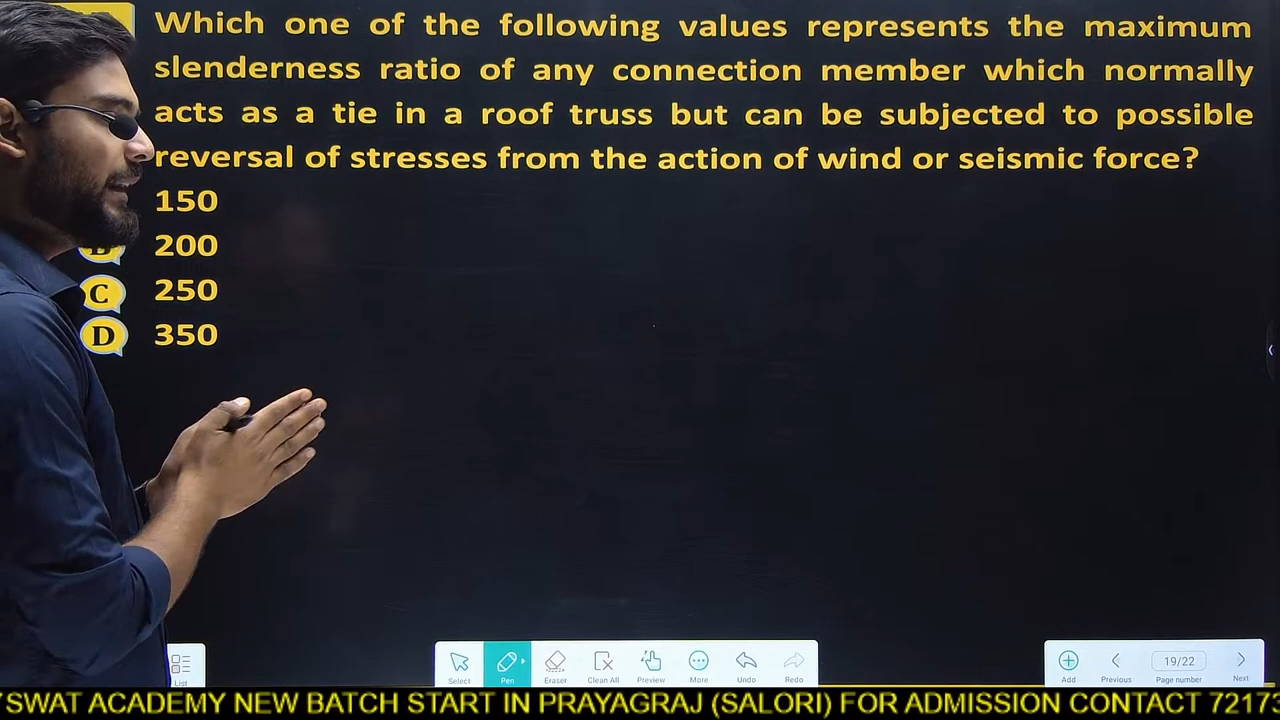 Which one of the following values represents the maximum
slenderness ratio of any connection member which normally
acts as a tie in a roof truss but can be subjected to possible
reversal of stresses from the action of wind or seismic force?
150
200
C 250
D 350
List
Select
Pen
Eraser
Clean All
Preview
More
Undo
Redo
Add
Previous
19/22
Page number
Next
SWAT ACADEMY NEW BATCH START IN PRAYAGRAJ (SALORI) FOR ADMISSION CONTACT 7217